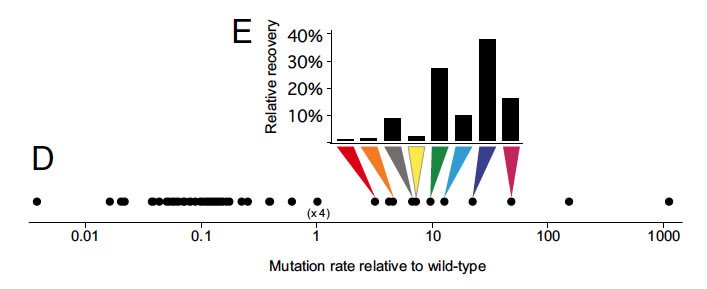 E
Relative recovery
40%
30%
20%
10%
D
(x 4)
0.01 0.1 1 10 100 1000
Mutation rate relative to wild-type